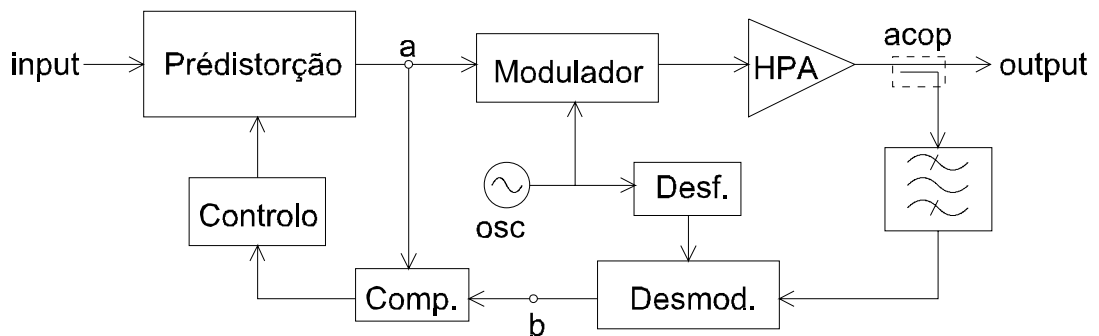 input
Prédistorção
a
Modulador
HPA
acop
output
Controlo
osc
Desf.
Comp.
b
Desmod.